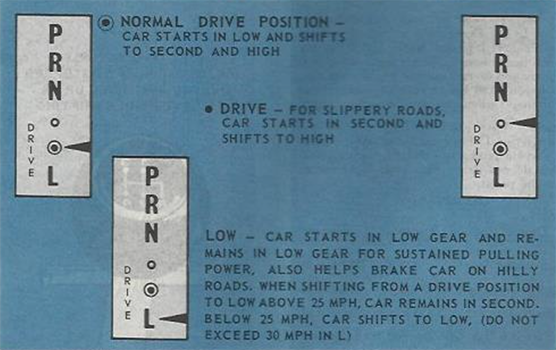 P
R
N
DRIVE
L
NORMAL DRIVE POSITION –
CAR STARTS IN LOW AND SHIFTS
TO SECOND AND HIGH
• DRIVE – FOR SLIPPERY ROADS,
CAR STARTS IN SECOND AND
SHIFTS TO HIGH
P
R
N
DRIVE
L
P
R
N
DRIVE
L
LOW – CAR STARTS IN LOW GEAR AND RE-
MAINS IN LOW GEAR FOR SUSTAINED PULLING
POWER, ALSO HELPS BRAKE CAR ON HILLY
ROADS. WHEN SHIFTING FROM A DRIVE POSITION
TO LOW ABOVE 25 MPH, CAR REMAINS IN SECOND.
BELOW 25 MPH, CAR SHIFTS TO LOW, (DO NOT
EXCEED 30 MPH IN L)